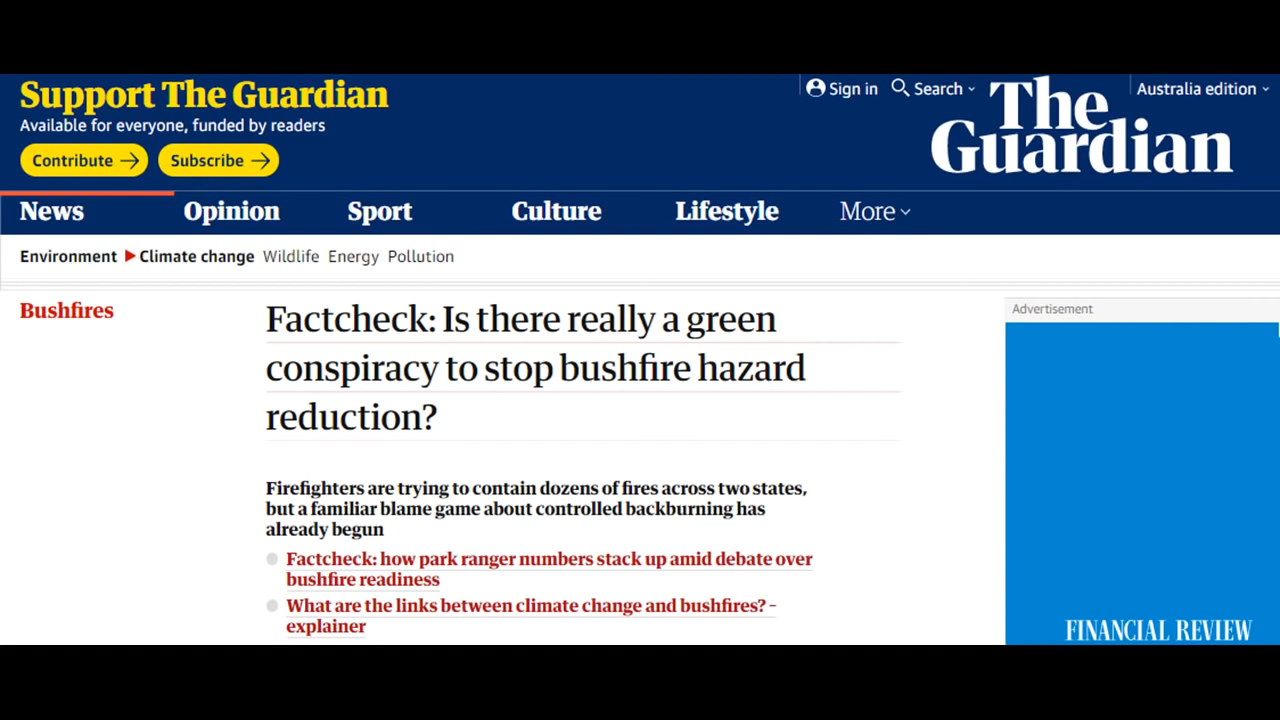 Support The Guardian
Available for everyone, funded by readers
Contribute
Subscribe
Sign in
Search
Australia edition
The
Guardian
News
Opinion
Sport
Culture
Lifestyle
More
Environment
Climate change
Wildlife
Energy
Pollution
Bushfires
Factcheck: Is there really a green
conspiracy to stop bushfire hazard
reduction?
Firefighters are trying to contain dozens of fires across two states,
but a familiar blame game about controlled backburning has
already begun
Factcheck: how park ranger numbers stack up amid debate over
bushfire readiness
What are the links between climate change and bushfires? –
explainer
Advertisement
FINANCIAL REVIEW